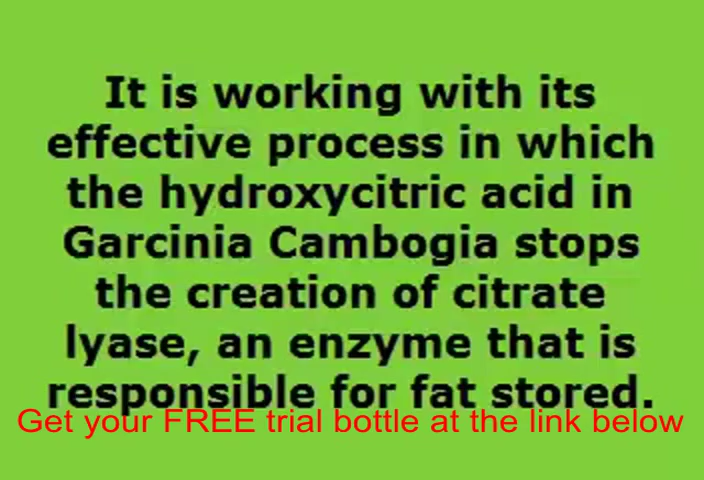 It is working with its
effective process in which
the hydroxycitric acid in
Garcinia Cambogia stops
the creation of citrate
lyase, an enzyme that is
responsible for fat stored.
Get your FREE trial bottle at the link below